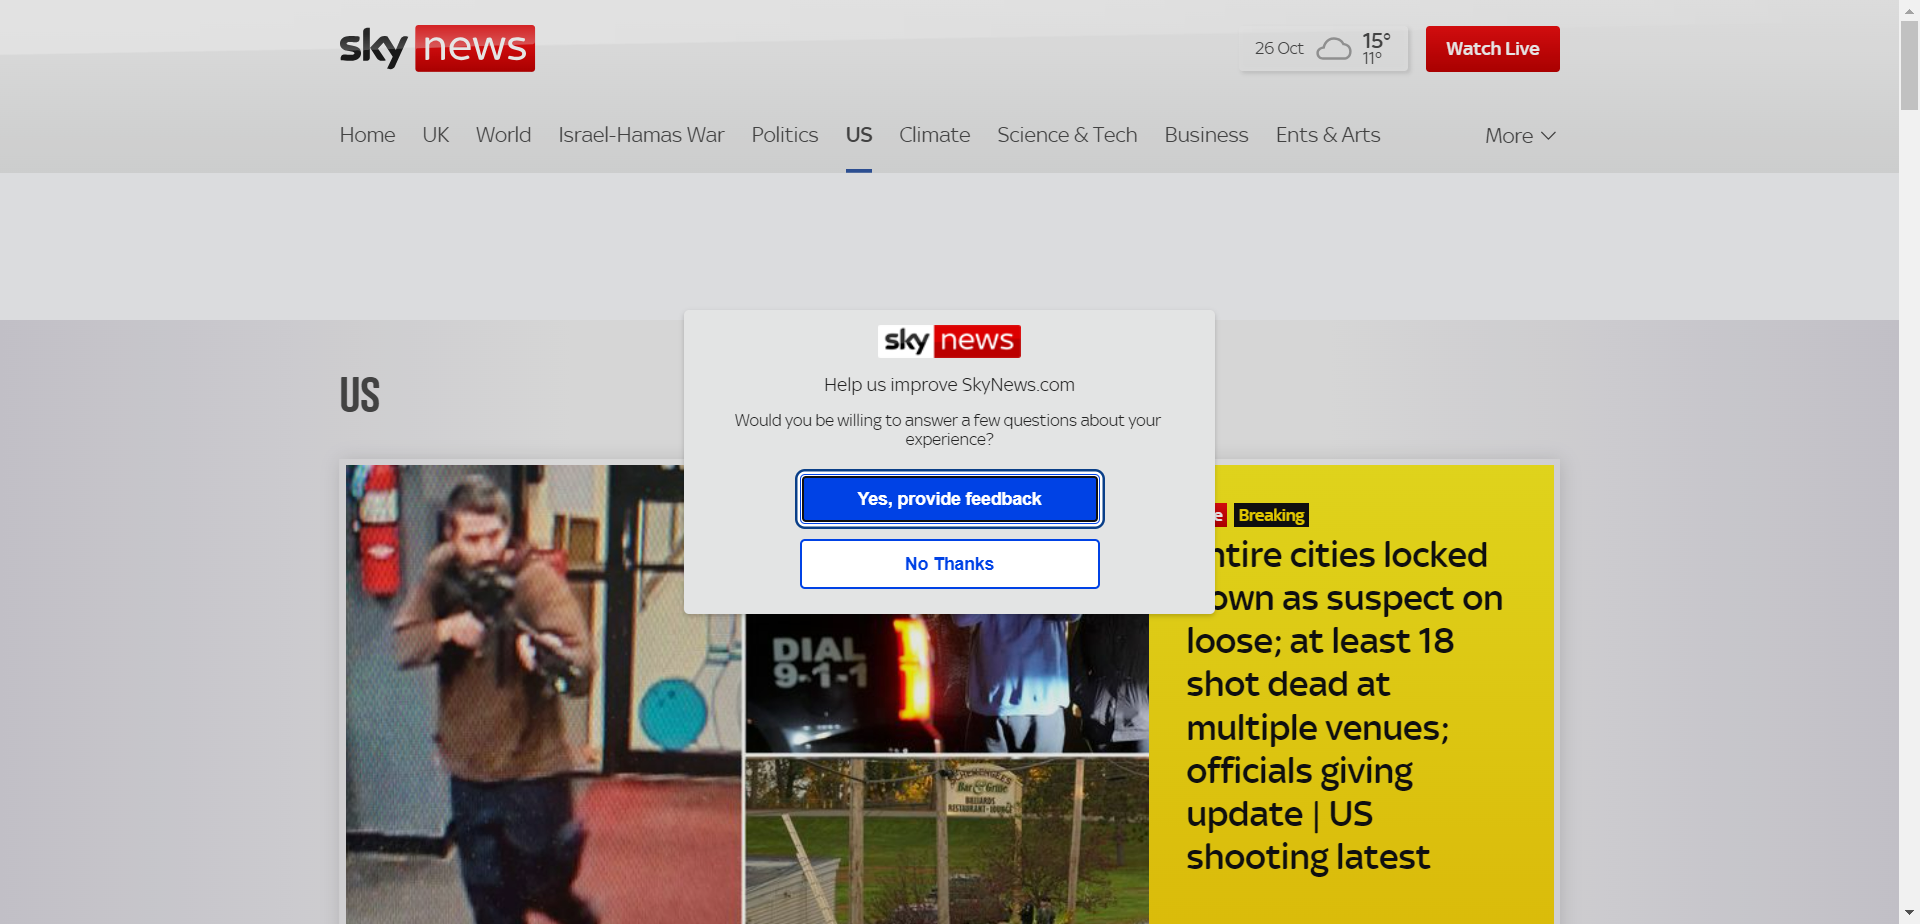 sky news
26 Oct
15°
11°
Watch Live
Home UK World Israel-Hamas War Politics US Climate Science & Tech Business Ents & Arts More
US
sky news
Help us improve SkyNews.com
Would you be willing to answer a few questions about your
experience?
Yes, provide feedback
No Thanks
e Breaking
ntire cities locked
own as suspect on
loose; at least 18
shot dead at
multiple venues;
officials giving
update | US
shooting latest
DIAL
9-1-1
Bar & Grille
BILLIARDS
RESTAURANT-LOUNGE